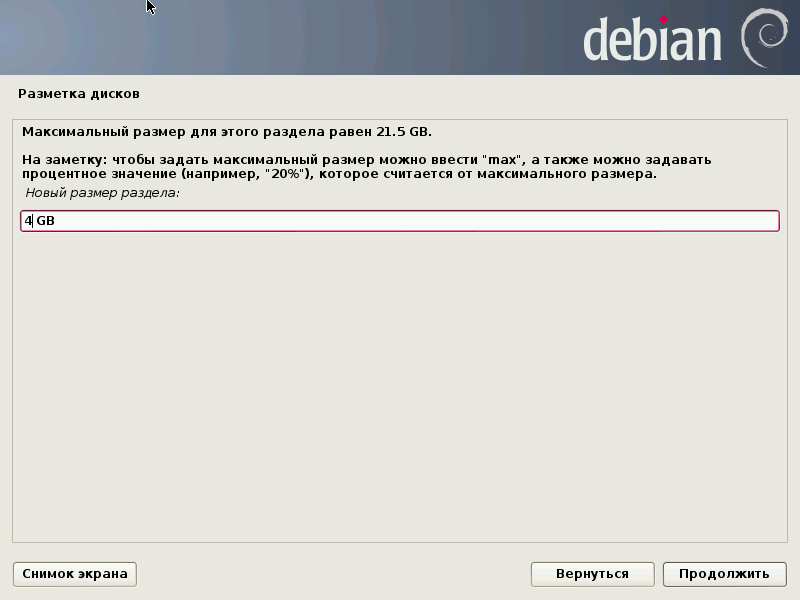 debian
Разметка дисков
Максимальный размер для этого раздела равен 21.5 GB.
На заметку: чтобы задать максимальный размер можно ввести "max", а также можно задавать
процентное значение (например, "20%"), которое считается от максимального размера.
Новый размер раздела:
4 GB
Снимок экрана
Вернуться
Продолжить